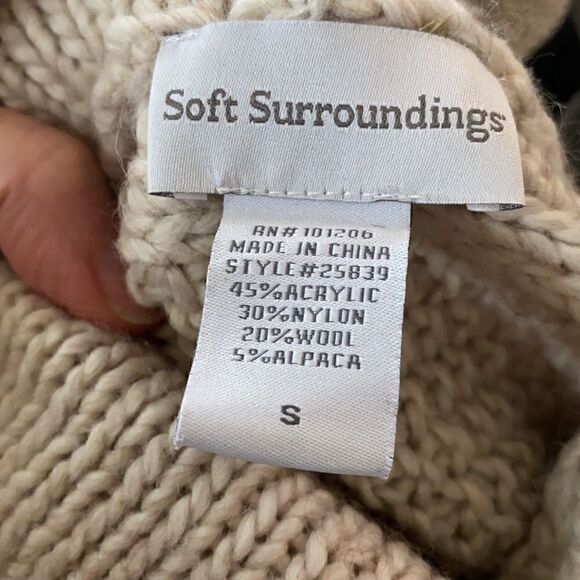 Soft Surroundings
RN# 101206
MADE IN CHINA
STYLE#25839
45%ACRYLIC
30%NYLON
20%WOOL
5%ALPACA
S